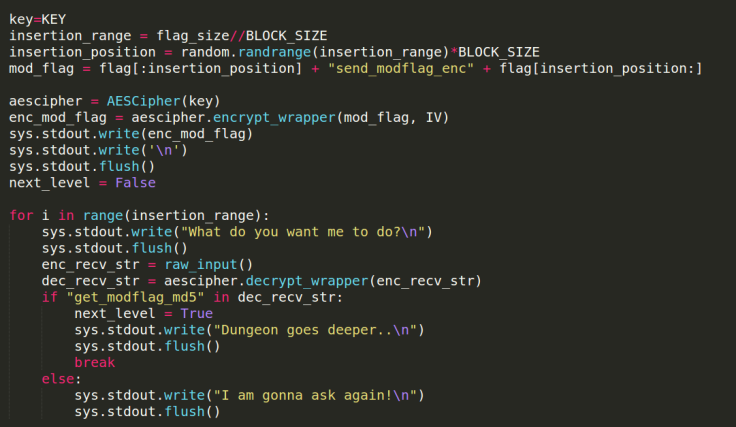 key=KEY
insertion_range = flag_size//BLOCK_SIZE
insertion_position = random.randrange(insertion_range)*BLOCK_SIZE
mod_flag = flag[:insertion_position] + "send_modflag_enc" + flag[insertion_position:]

aescipher = AESCipher(key)
enc_mod_flag = aescipher.encrypt_wrapper(mod_flag, IV)
sys.stdout.write(enc_mod_flag)
sys.stdout.write('\n')
sys.stdout.flush()
next_level = False

for i in range(insertion_range):
    sys.stdout.write("What do you want me to do?\n")
    sys.stdout.flush()
    enc_recv_str = raw_input()
    dec_recv_str = aescipher.decrypt_wrapper(enc_recv_str)
    if "get_modflag_md5" in dec_recv_str:
        next_level = True
        sys.stdout.write("Dungeon goes deeper..\n")
        sys.stdout.flush()
        break
    else:
        sys.stdout.write("I am gonna ask again!\n")
        sys.stdout.flush()